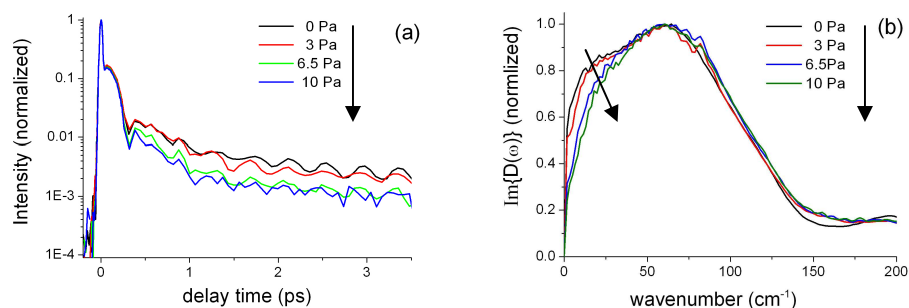 (a)
0 Pa
3 Pa
6.5 Pa
10 Pa
Intensity (normalized)
1
0.1
0.01
1E-3
1E-4
0
1
2
3
delay time (ps)
(b)
0 Pa
3 Pa
6.5Pa
10 Pa
Im{D(ω)} (normlized)
1.0
0.8
0.6
0.4
0.2
0.0
0
50
100
150
200
wavenumber (cm⁻¹)